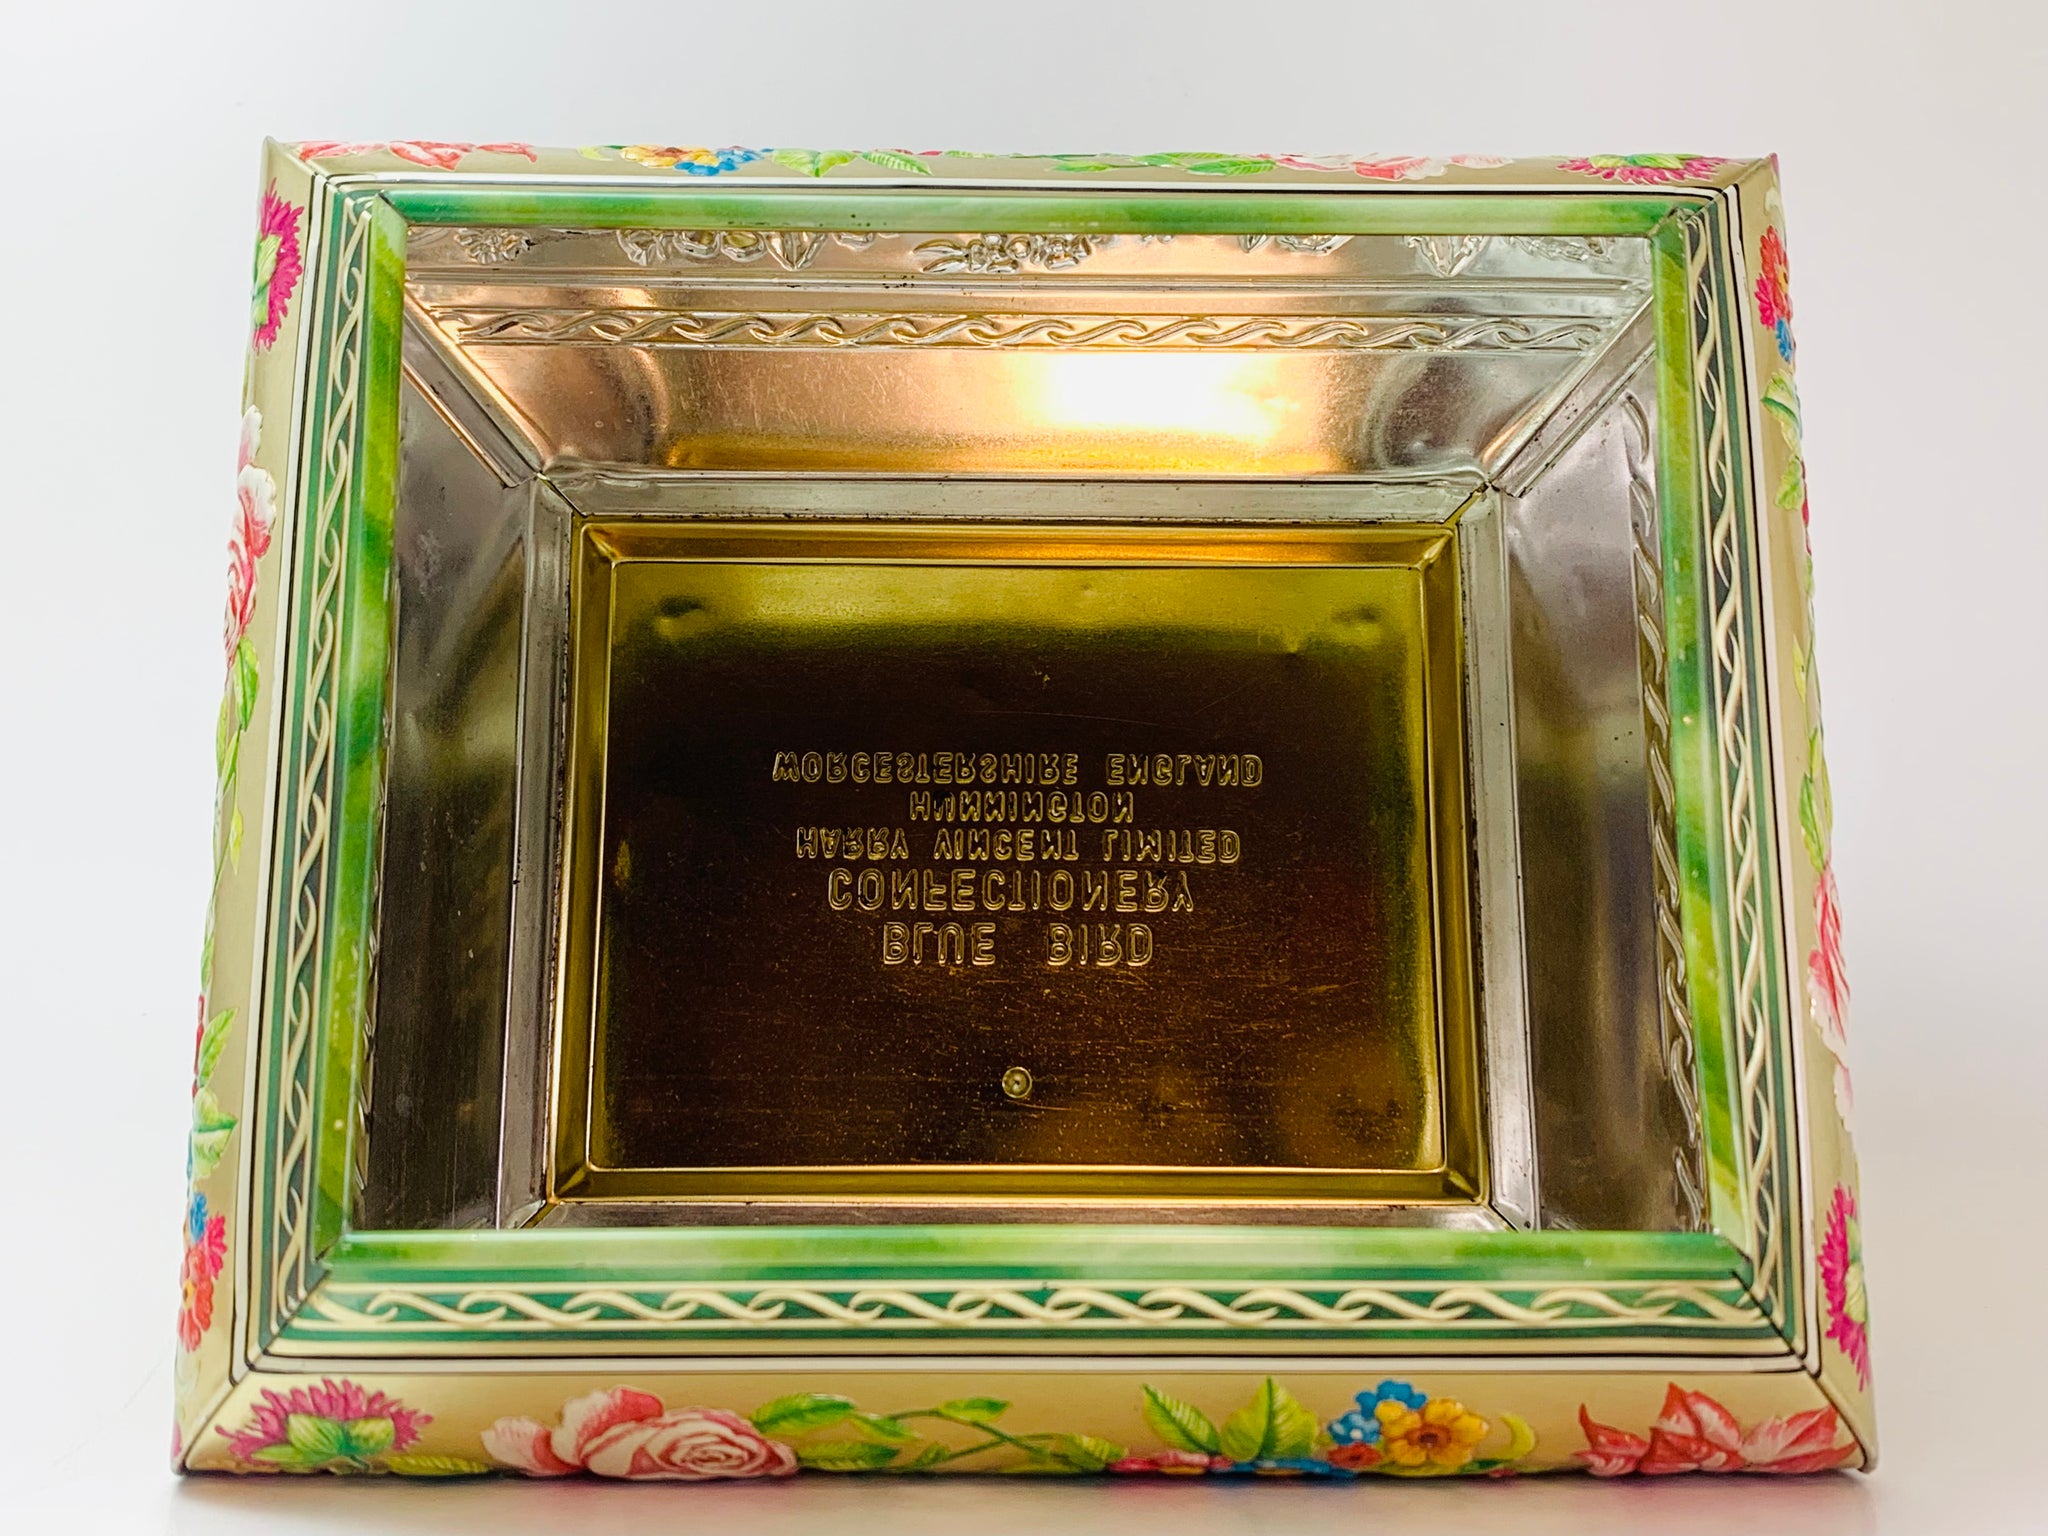 BLUE BIRD
CONFECTIONERY
HARRY VINCENT LIMITED
HUNNINGTON
WORCESTERSHIRE ENGLAND